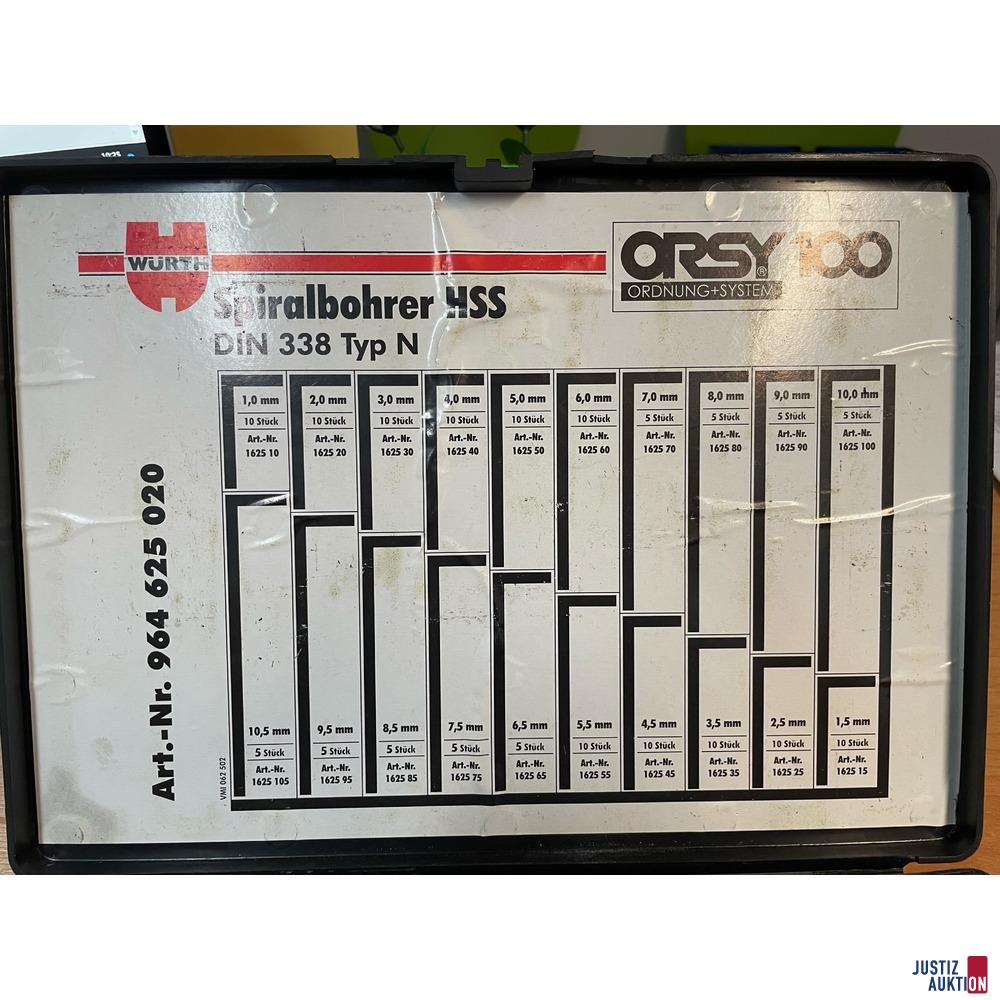 10:25
WÜRTH®
ORSY® 100
ORDNUNG+SYSTEM
Spiralbohrer HSS
DIN 338 Typ N
Art.-Nr. 964 625 020
1,0 mm 2,0 mm 3,0 mm 4,0 mm 5,0 mm 6,0 mm 7,0 mm 8,0 mm 9,0 mm 10,0 mm
10 Stück 10 Stück 10 Stück 10 Stück 10 Stück 10 Stück 5 Stück 5 Stück 5 Stück 5 Stück
Art.-Nr. Art.-Nr. Art.-Nr. Art.-Nr. Art.-Nr. Art.-Nr. Art.-Nr. Art.-Nr. Art.-Nr. Art.-Nr.
1625 10 1625 20 1625 30 1625 40 1625 50 1625 60 1625 70 1625 80 1625 90 1625 100
10,5 mm 9,5 mm 8,5 mm 7,5 mm 6,5 mm 5,5 mm 4,5 mm 3,5 mm 2,5 mm 1,5 mm
5 Stück 5 Stück 5 Stück 5 Stück 5 Stück 10 Stück 10 Stück 10 Stück 10 Stück 10 Stück
Art.-Nr. Art.-Nr. Art.-Nr. Art.-Nr. Art.-Nr. Art.-Nr. Art.-Nr. Art.-Nr. Art.-Nr. Art.-Nr.
1625 105 1625 95 1625 85 1625 75 1625 65 1625 55 1625 45 1625 35 1625 25 1625 15
VMI 062 502
JUSTIZ
AUKTION